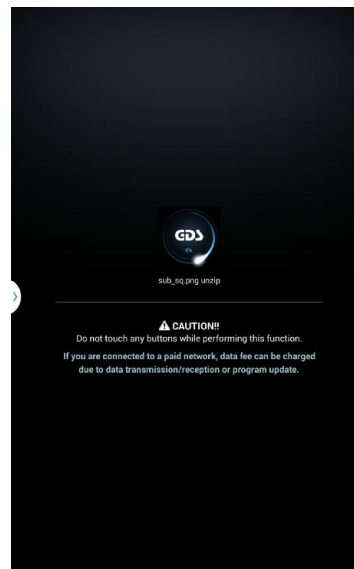 GDS
sub_sq.png unzip
CAUTION!!
Do not touch any buttons while performing this function.
If you are connected to a paid network, data fee can be charged
due to data transmission/reception or program update.